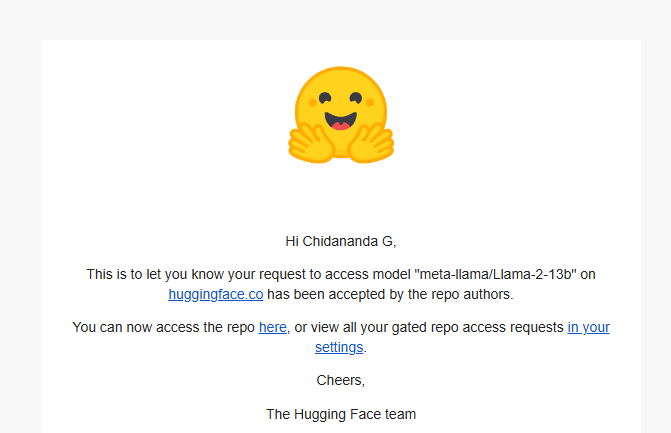 Hi Chidananda G,
This is to let you know your request to access model "meta-llama/Llama-2-13b" on
huggingface.co has been accepted by the repo authors.
You can now access the repo here, or view all your gated repo access requests in your
settings.
Cheers,
The Hugging Face team